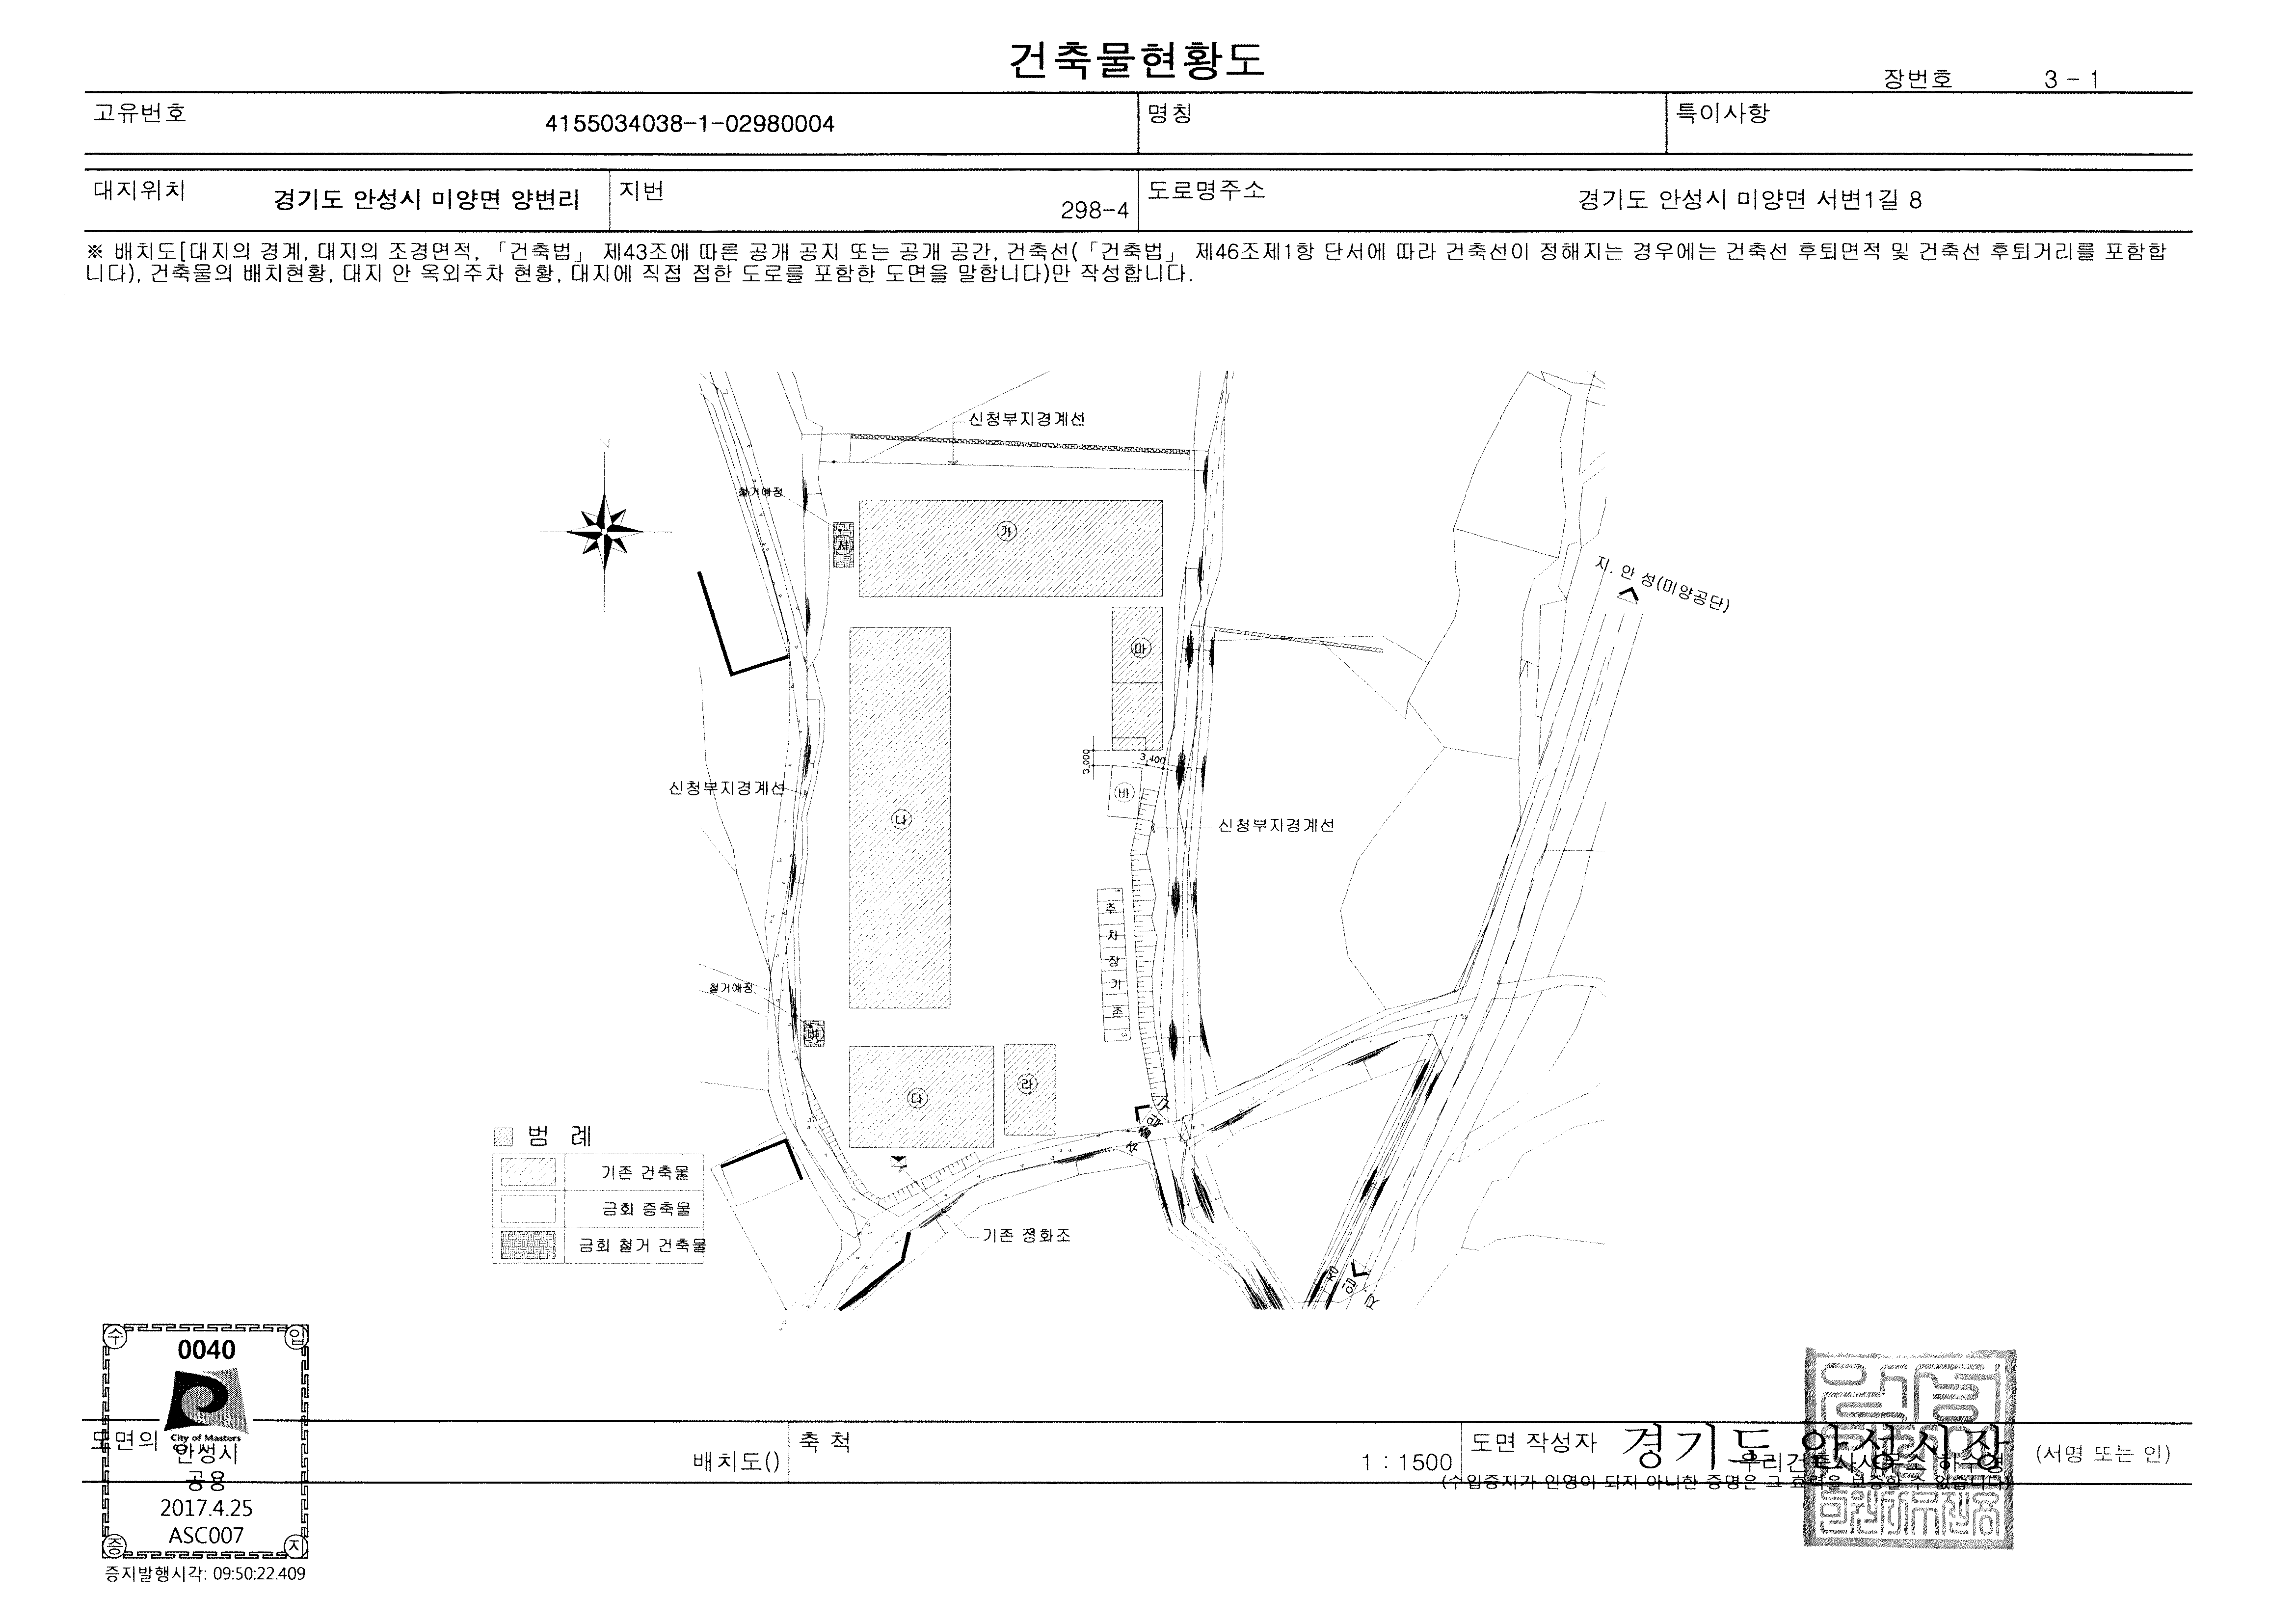 건축물현황도
장번호 3 - 1
고유번호 4155034038-1-02980004 명칭 특이사항
대지위치 경기도 안성시 미양면 양변리 지번 298-4 도로명주소 경기도 안성시 미양면 서변1길 8
※ 배치도[대지의 경계, 대지의 조경면적, 「건축법」 제43조에 따른 공개 공지 또는 공개 공간, 건축선(「건축법」 제46조제1항 단서에 따라 건축선이 정해지는 경우에는 건축선 후퇴면적 및 건축선 후퇴거리를 포함합
니다), 건축물의 배치현황, 대지 안 옥외주차 현황, 대지에 직접 접한 도로를 포함한 도면을 말합니다)만 작성합니다.
신청부지경계선
N
철거예정
가
사
지. 안 성(미양공단)
마
3,000
3,400
신청부지경계선
바
나
신청부지경계선
주
차
장
기
존
철거예정
바
라
다
주출입구
범 례
기존 건축물
금회 증축물
금회 철거 건축물
기존 정화조
수 입
0040
City of Masters
안성시
공용
2017.4.25
ASC007
증 지
증지발행시각: 09:50:22.409
배치도()
축 척 1 : 1500
도면 작성자 경기도 안성시장 (서명 또는 인)
(수입증지가 인영이 되지 아니한 증명은 그 효력을 보증할 수 없습니다)